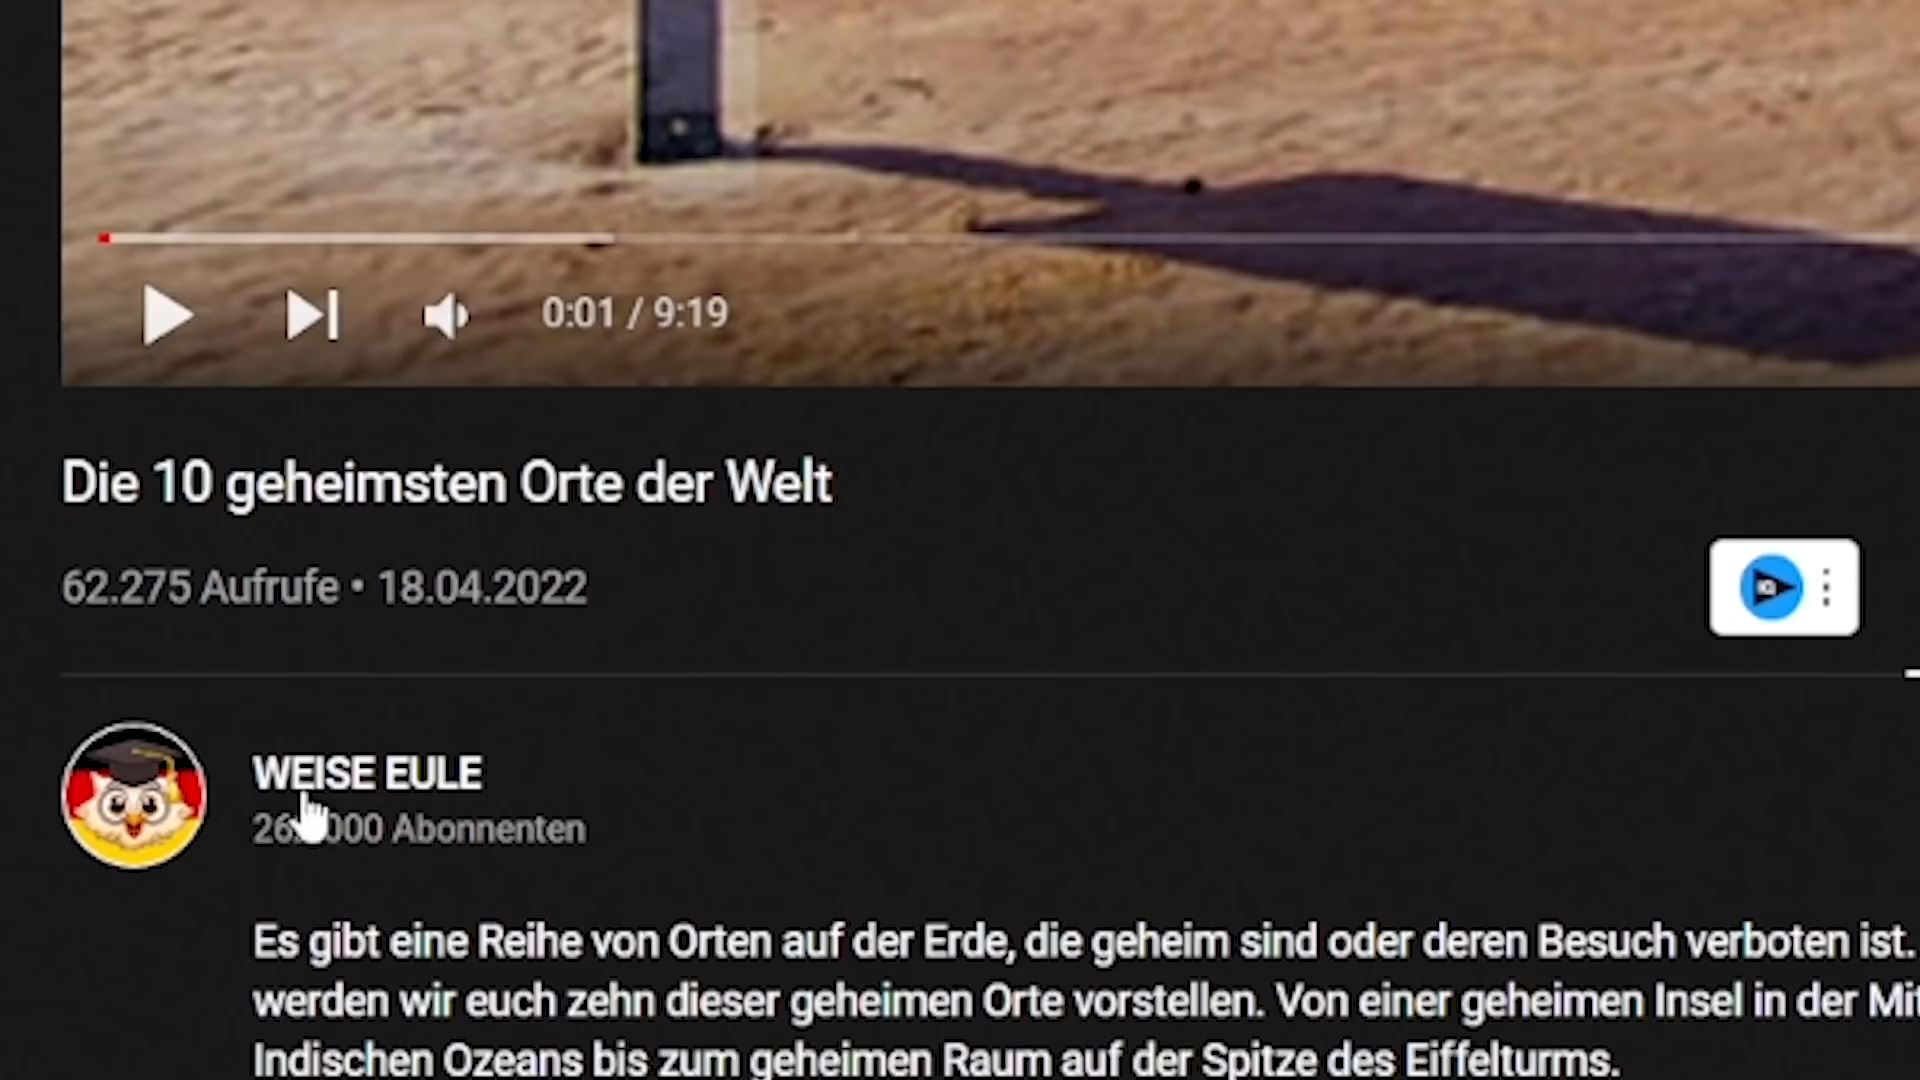 0:01 / 9:19
Die 10 geheimsten Orte der Welt
62.275 Aufrufe • 18.04.2022
WEISE EULE
Abonnenten
Es gibt eine Reihe von Orten auf der Erde, die geheim sind oder deren Besuch verboten ist.
werden wir euch zehn dieser geheimen Orte vorstellen. Von einer geheimen Insel in der
Indischen Ozeans bis zum geheimen Raum auf der Spitze des Eiffelturms.